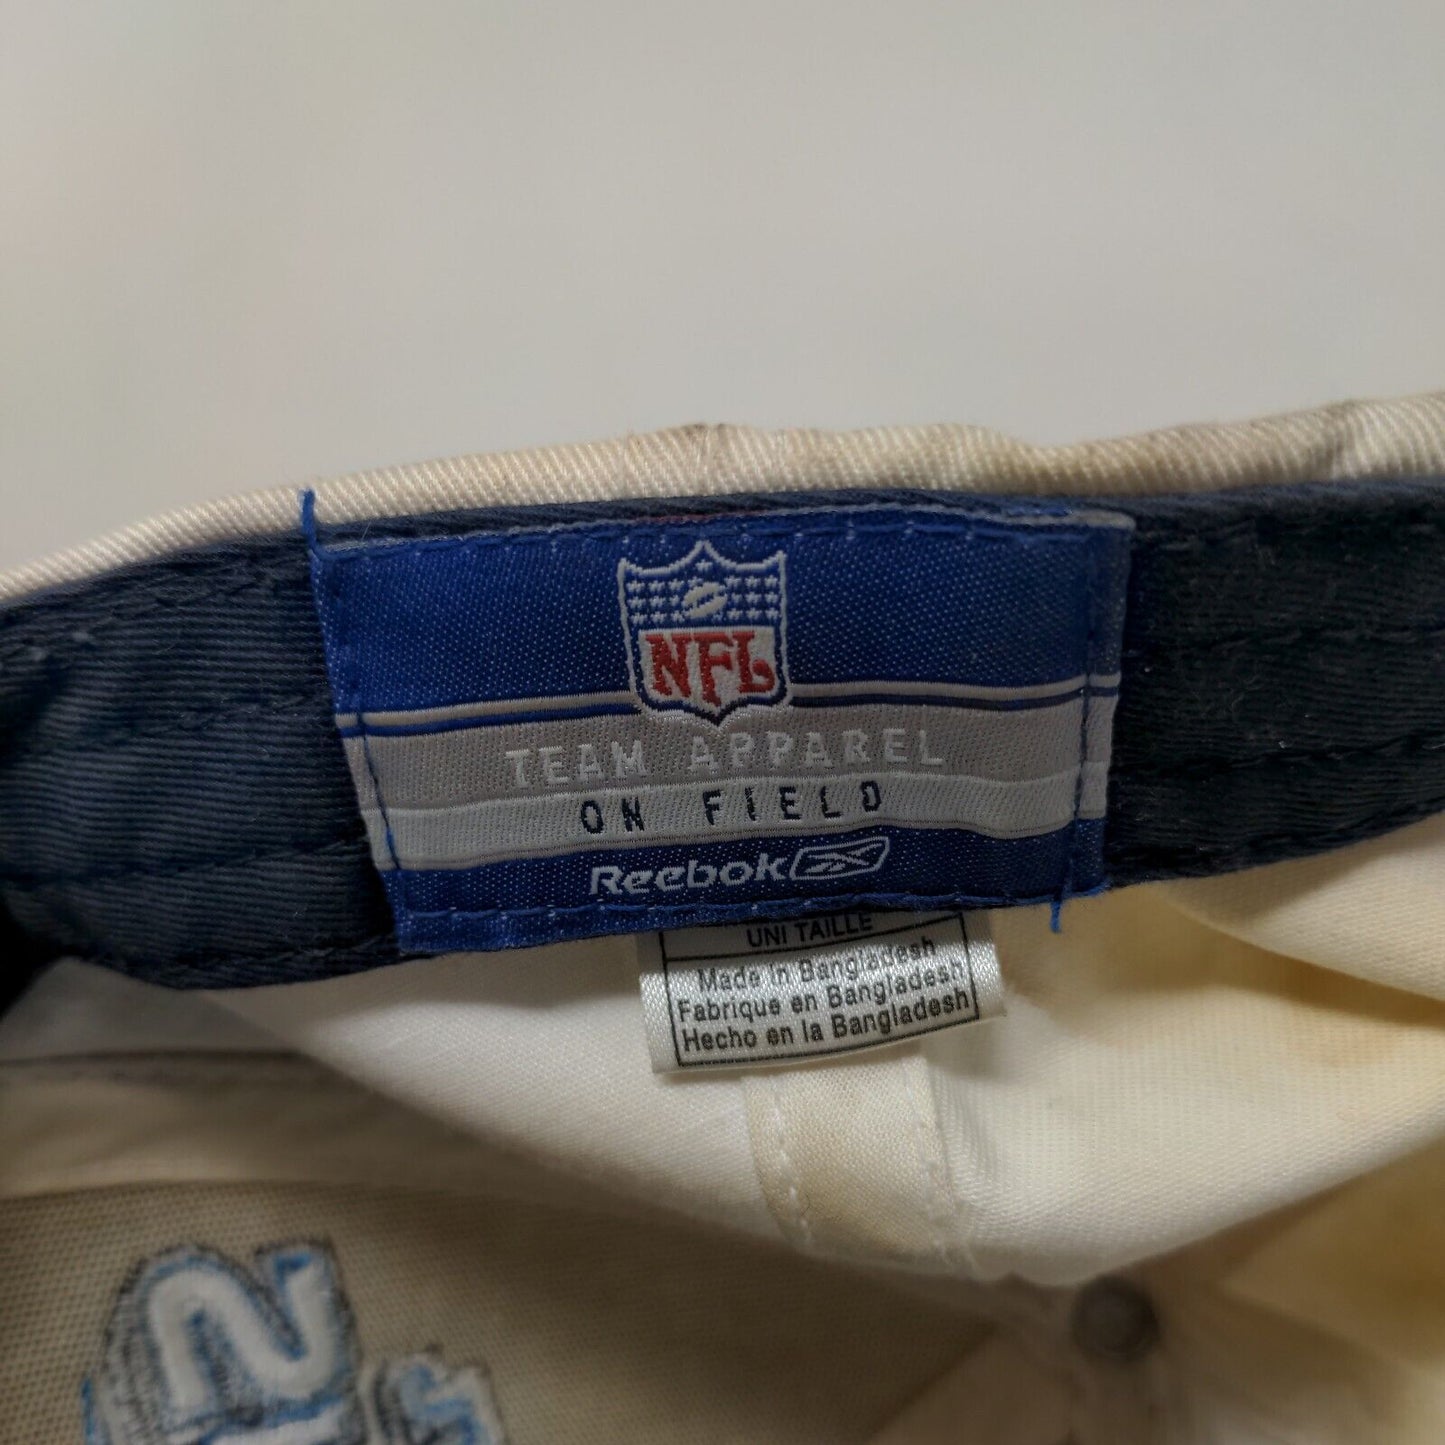 NFL
TEAM APPAREL
ON FIELD
Reebok
UNI TAILLE
Made in Bangladesh
Fabrique en Bangladesh
Hecho en la Bangladesh